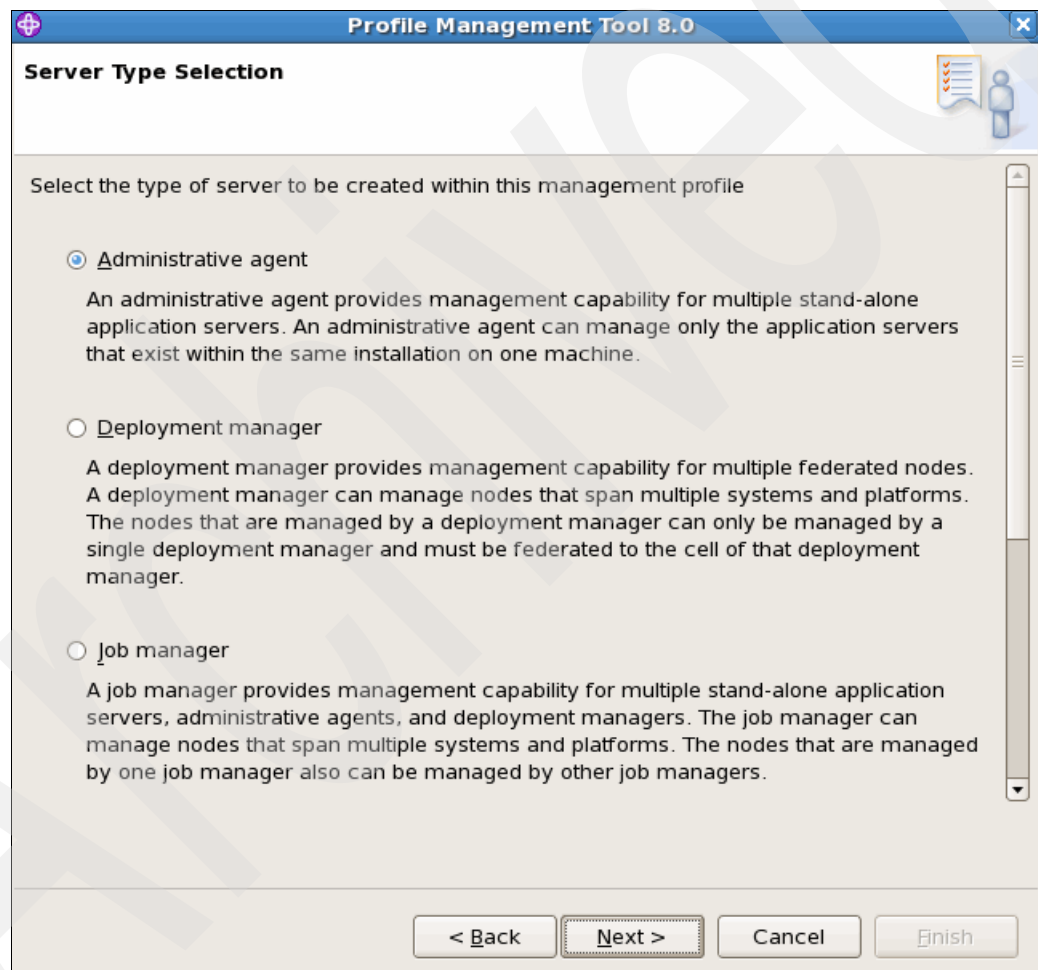 Profile Management Tool 8.0
Server Type Selection
Select the type of server to be created within this management profile
Administrative agent
An administrative agent provides management capability for multiple stand-alone
application servers. An administrative agent can manage only the application servers
that exist within the same installation on one machine.
Deployment manager
A deployment manager provides management capability for multiple federated nodes.
A deployment manager can manage nodes that span multiple systems and platforms.
The nodes that are managed by a deployment manager can only be managed by a
single deployment manager and must be federated to the cell of that deployment
manager.
Job manager
A job manager provides management capability for multiple stand-alone application
servers, administrative agents, and deployment managers. The job manager can
manage nodes that span multiple systems and platforms. The nodes that are managed
by one job manager also can be managed by other job managers.
< Back Next > Cancel Finish
Archived